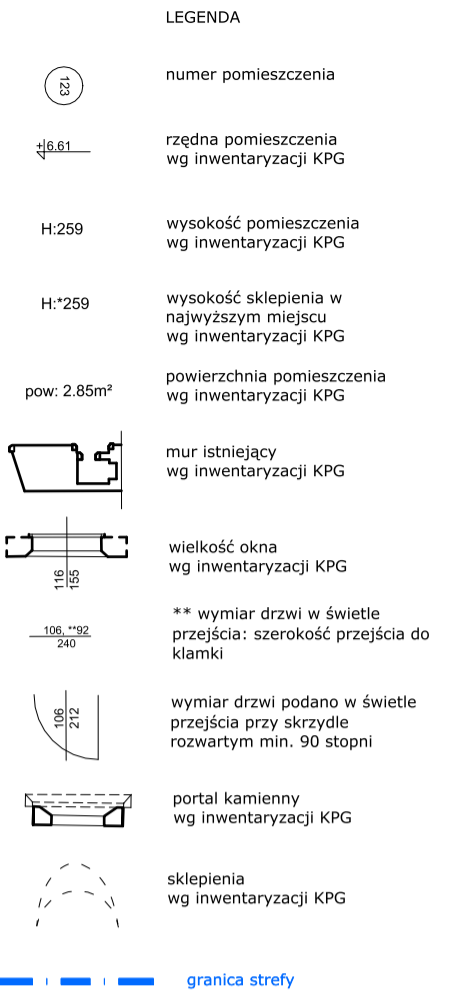 LEGENDA
123
numer pomieszczenia
+6.61
rzędna pomieszczenia
wg inwentaryzacji KPG
H:259
wysokość pomieszczenia
wg inwentaryzacji KPG
H:*259
wysokość sklepienia w
najwyższym miejscu
wg inwentaryzacji KPG
pow: 2.85m²
powierzchnia pomieszczenia
wg inwentaryzacji KPG
mur istniejący
wg inwentaryzacji KPG
116
155
wielkość okna
wg inwentaryzacji KPG
106, **92
240
** wymiar drzwi w świetle
przejścia: szerokość przejścia do
klamki
106
212
wymiar drzwi podano w świetle
przejścia przy skrzydle
rozwartym min. 90 stopni
portal kamienny
wg inwentaryzacji KPG
sklepienia
wg inwentaryzacji KPG
granica strefy